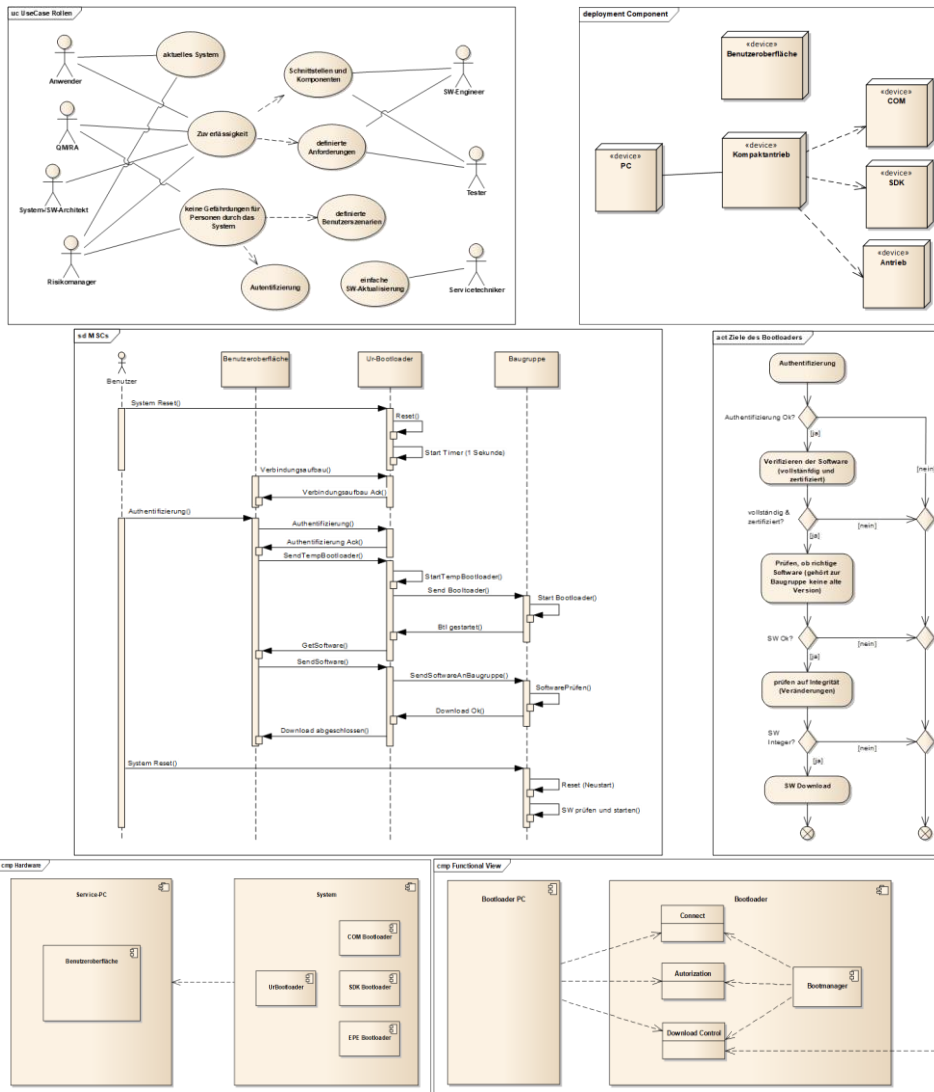 uc UseCase Rollen
aktuelles System
Anwender
Schnittstellen und
Komponenten
SW-Engineer
QM/RA
Zuverlässigkeit
definierte
Anforderungen
System-/SW-Architekt
Tester
keine Gefährdungen für
Personen durch das
System
definierte
Benutzerszenarien
Risikomanager
Autentifizierung
einfache
SW-Aktualisierung
Servicetechniker
deployment Component
«device»
Benutzeroberfläche
«device»
COM
«device»
PC
«device»
Kompaktantrieb
«device»
SDK
«device»
Antrieb
sd MSCs
Benutzer
Benutzeroberfläche
Ur-Bootloader
Baugruppe
System Reset()
Reset()
Start Timer (1 Sekunde)
Verbindungsaufbau()
Verbindungsaufbau Ack()
Authentifizierung()
Authentifizierung()
Authentifizierung Ack()
SendTempBootloader()
StartTempBootloader()
Send Bootloader()
Start Bootloader()
Btl gestartet()
GetSoftware()
SendSoftware()
SendSoftwareAnBaugruppe()
SoftwarePrüfen()
Download Ok()
Download abgeschlossen()
System Reset()
Reset (Neustart)
SW prüfen und starten()
act Ziele des Bootloaders
Authentifizierung
Authentifizierung Ok?
[ja]
[nein]
Verifizieren der Software
(vollständig und
zertifiziert)
vollständig &
zertifiziert?
[nein]
[ja]
Prüfen, ob richtige
Software (gehört zur
Baugruppe keine alte
Version)
SW Ok?
[nein]
[ja]
prüfen auf Integrität
(Veränderungen)
SW
Integer?
[nein]
[ja]
SW Download
cmp Hardware
Service-PC
Benutzeroberfläche
System
COM Bootloader
UrBootloader
SDK Bootloader
EPE Bootloader
cmp Functional View
Bootloader PC
Bootloader
Connect
Autorization
Bootmanager
Download Control